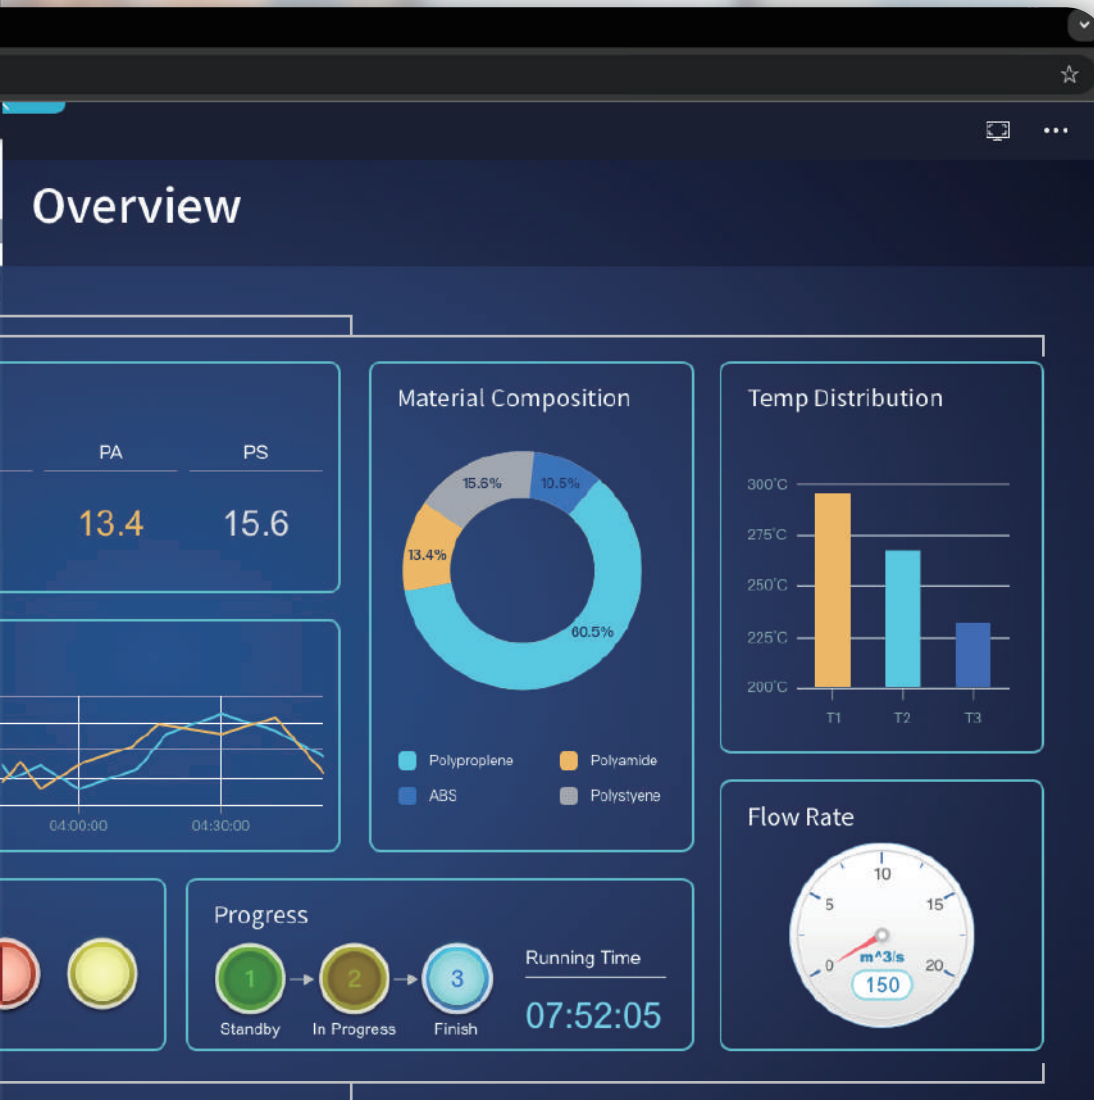 Overview
PA
PS
13.4
15.6
04:00:00
04:30:00
Material Composition
15.6%
10.5%
13.4%
60.5%
Polyproplene
Polyamide
ABS
Polystyene
Temp Distribution
300°C
275°C
250°C
225°C
200°C
T1
T2
T3
Progress
1
2
3
Standby
In Progress
Finish
Running Time
07:52:05
Flow Rate
10
5
15
0
20
m^3/s
150